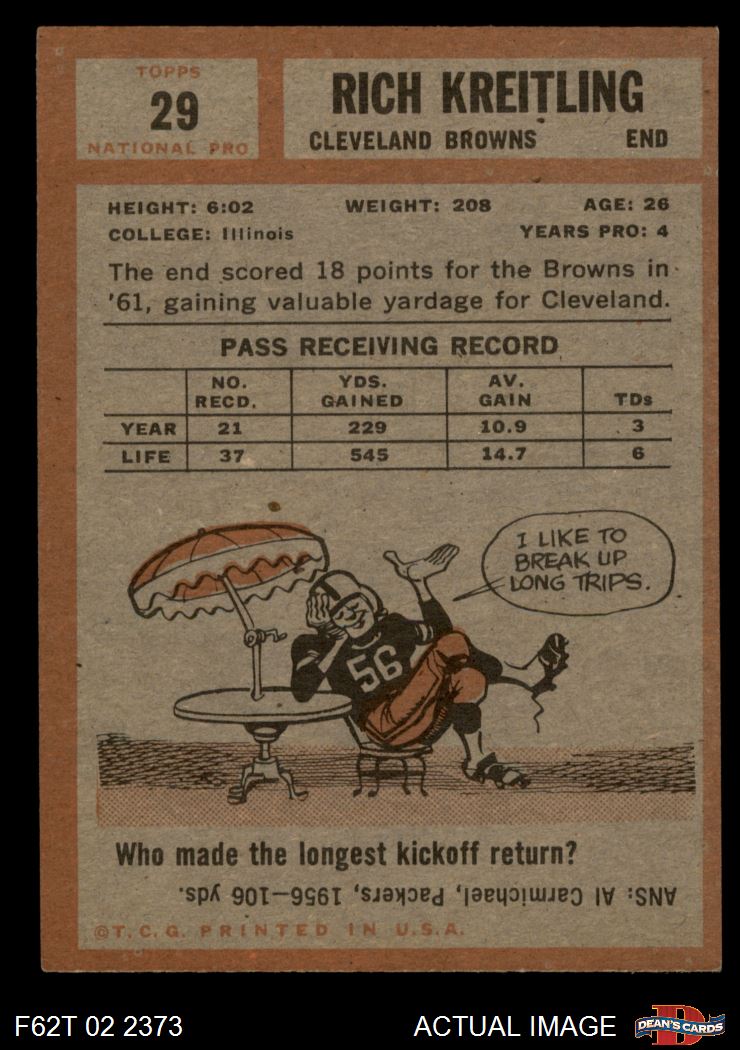 TOPPS
29
NATIONAL PRO
RICH KREITLING
CLEVELAND BROWNS END
HEIGHT: 6:02 WEIGHT: 208 AGE: 26
COLLEGE: Illinois YEARS PRO: 4
The end scored 18 points for the Browns in
'61, gaining valuable yardage for Cleveland.
PASS RECEIVING RECORD
NO. YDS. AV.
RECD. GAINED GAIN TDs
YEAR 21 229 10.9 3
LIFE 37 545 14.7 6
I LIKE TO
BREAK UP
LONG TRIPS.
56
Who made the longest kickoff return?
ANS: Al Carmichael, Packers, 1956—106 yds.
©T.C.G. PRINTED IN U.S.A.
F62T 02 2373 ACTUAL IMAGE
D
DEAN'S CARDS